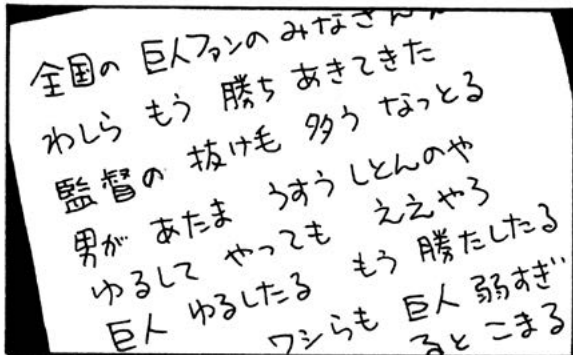 全国の 巨人ファンの みなさん
わしら もう 勝ち あきてきた
監督の 抜け毛 多う なっとる
男が あたま うすう しとんのや
ゆるして やっても ええやろ
巨人 ゆるしたる もう 勝たしたる
ワシらも 巨人 弱すぎ
ると こまる